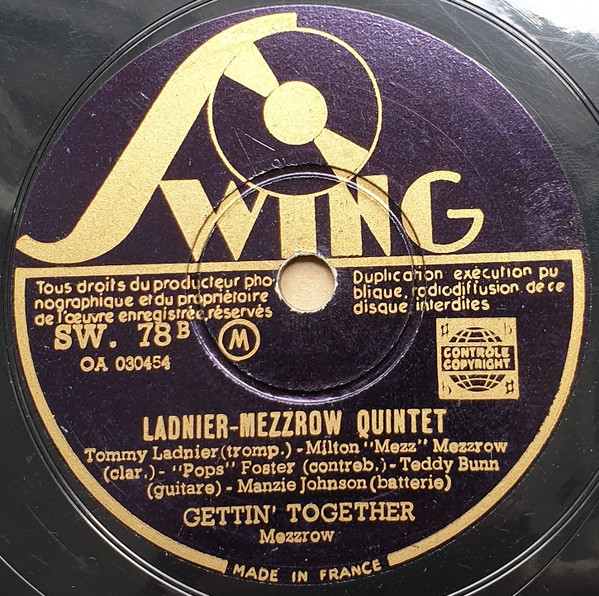 SWING
Tous droits du producteur pho
nographique et du propriétaire
de l'œuvre enregistrée réservés
Duplication exécution pu
blique, radiodiffusion de ce
disque interdites
SW. 78 B
M
OA 030454
CONTRÔLE
COPYRIGHT
LADNIER-MEZZROW QUINTET
Tommy Ladnier (tromp.) - Milton "Mezz" Mezzrow
(clar.) - "Pops" Foster (contreb.) - Teddy Bunn
(guitare) - Manzie Johnson (batterie)
GETTIN' TOGETHER
Mezzrow
MADE IN FRANCE